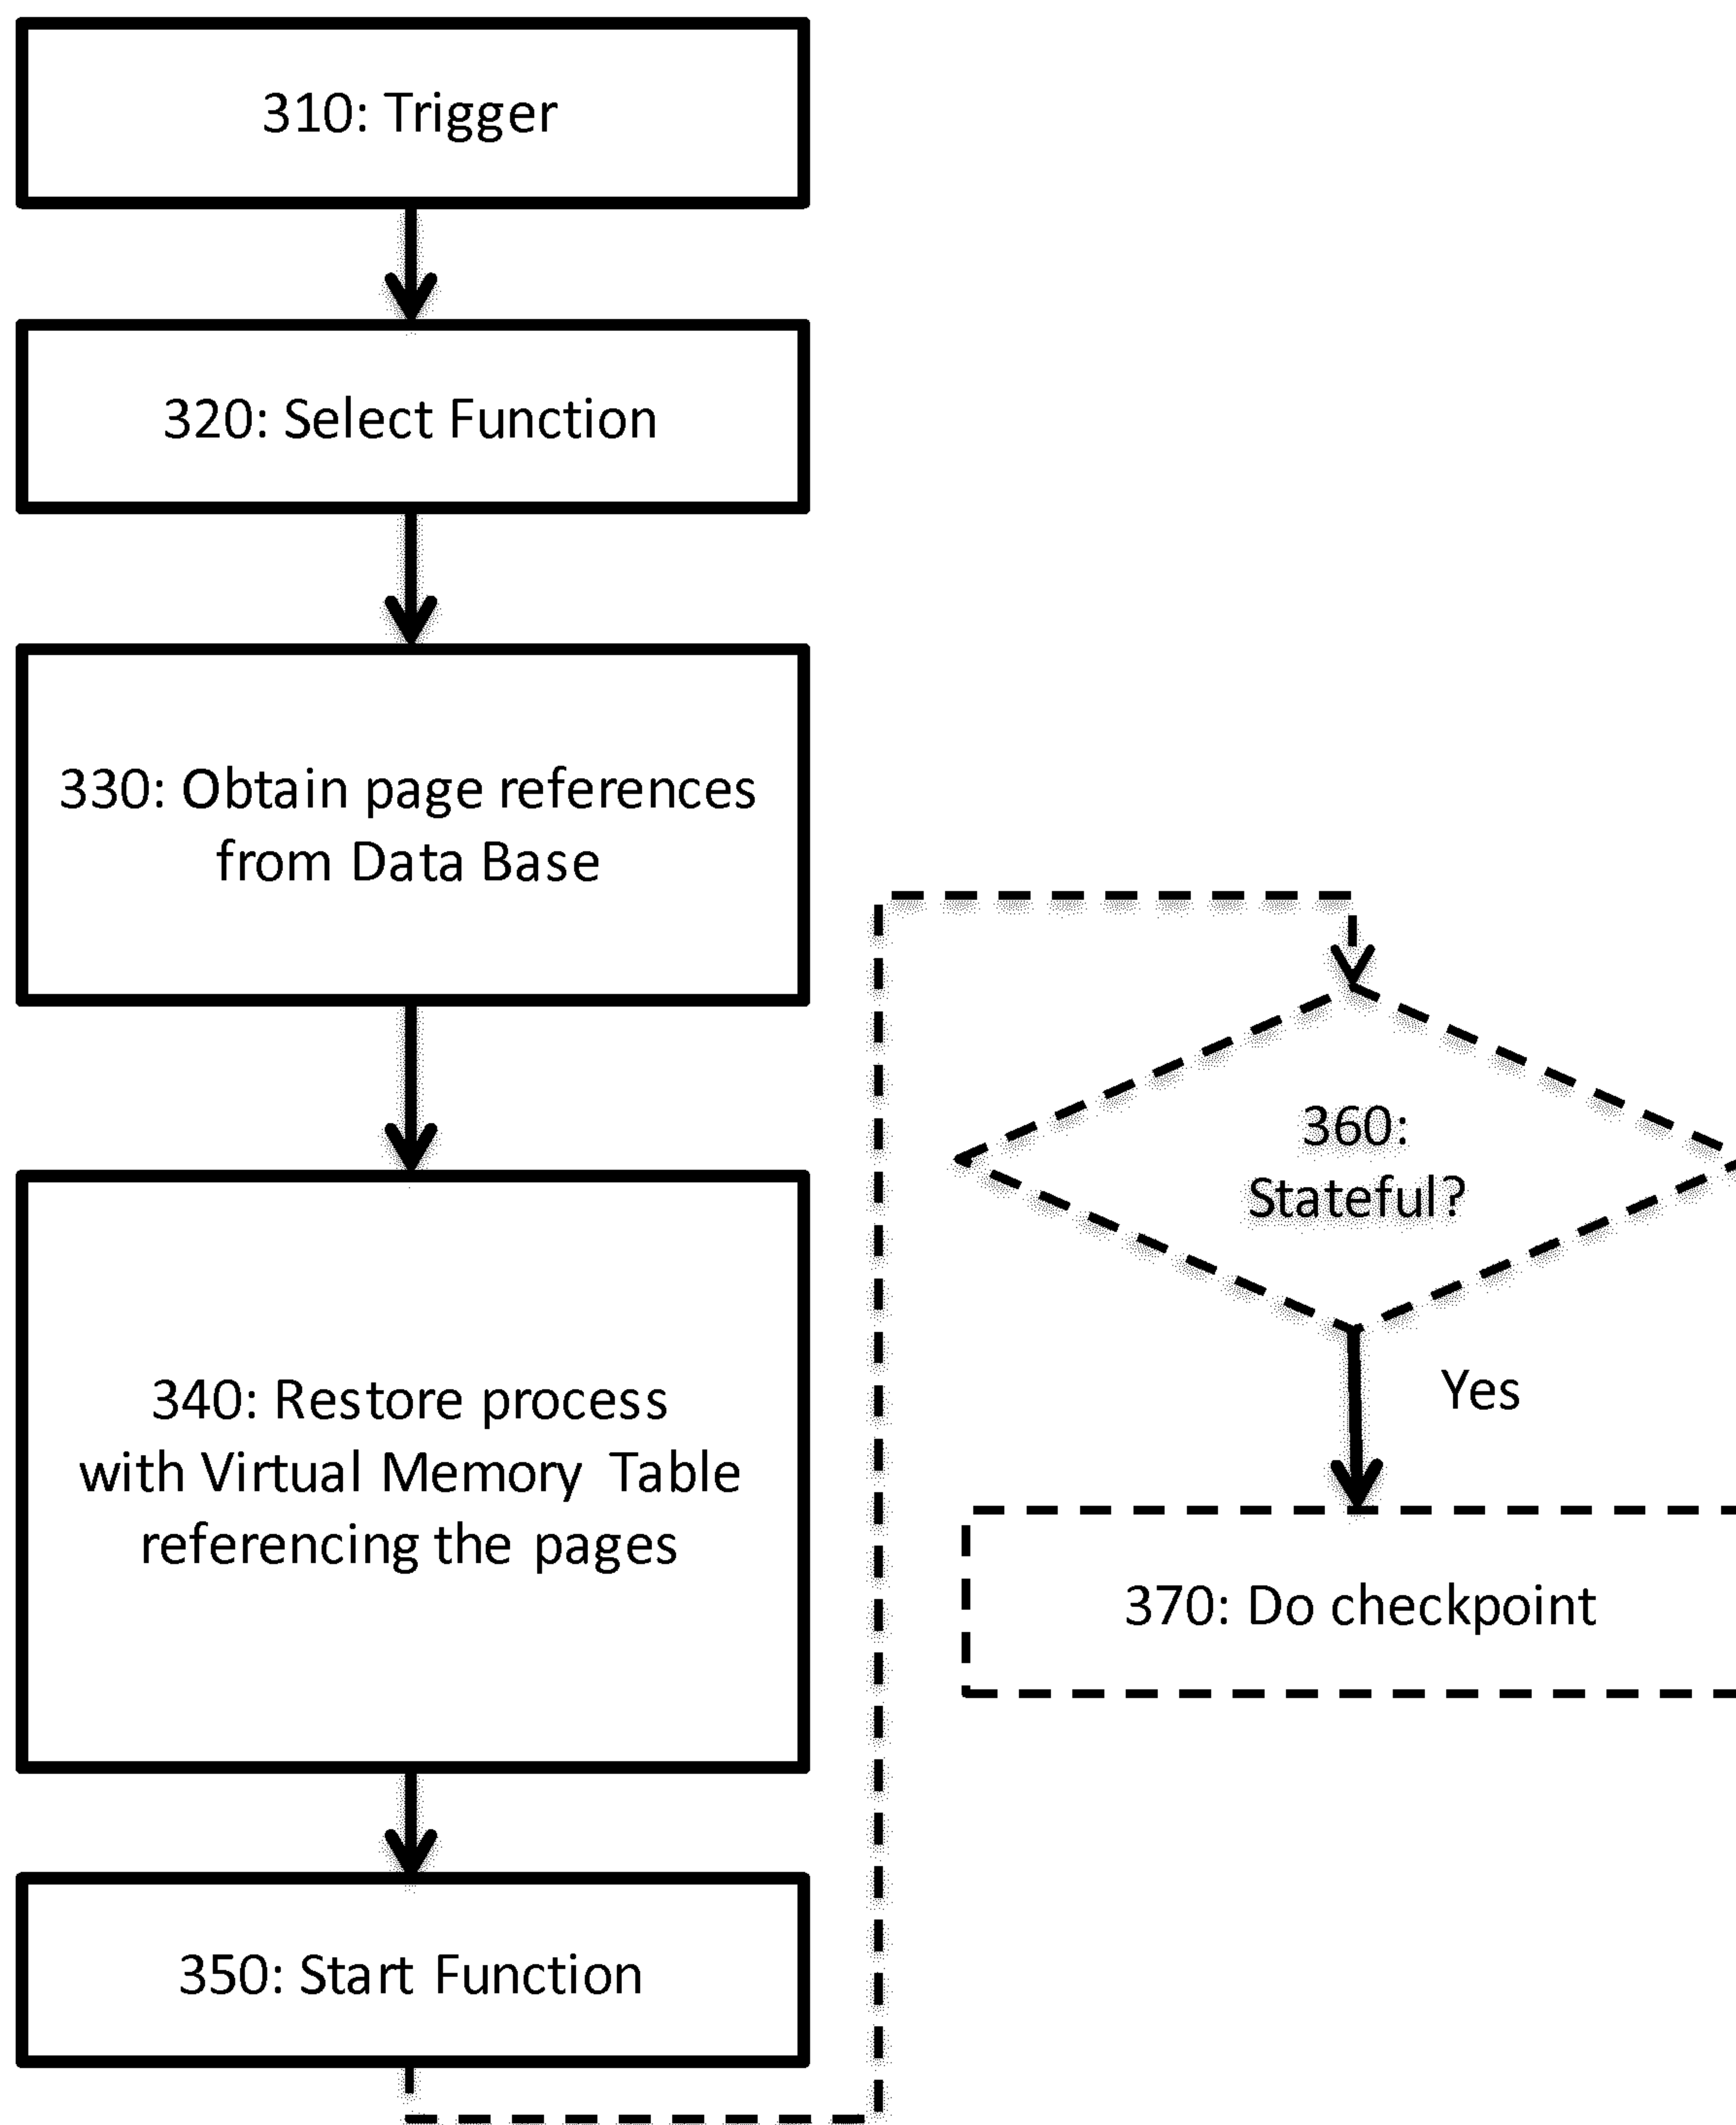 310: Trigger
320: Select Function
330: Obtain page references
from Data Base
340: Restore process
with Virtual Memory Table
referencing the pages
350: Start Function
360:
Stateful?
Yes
370: Do checkpoint